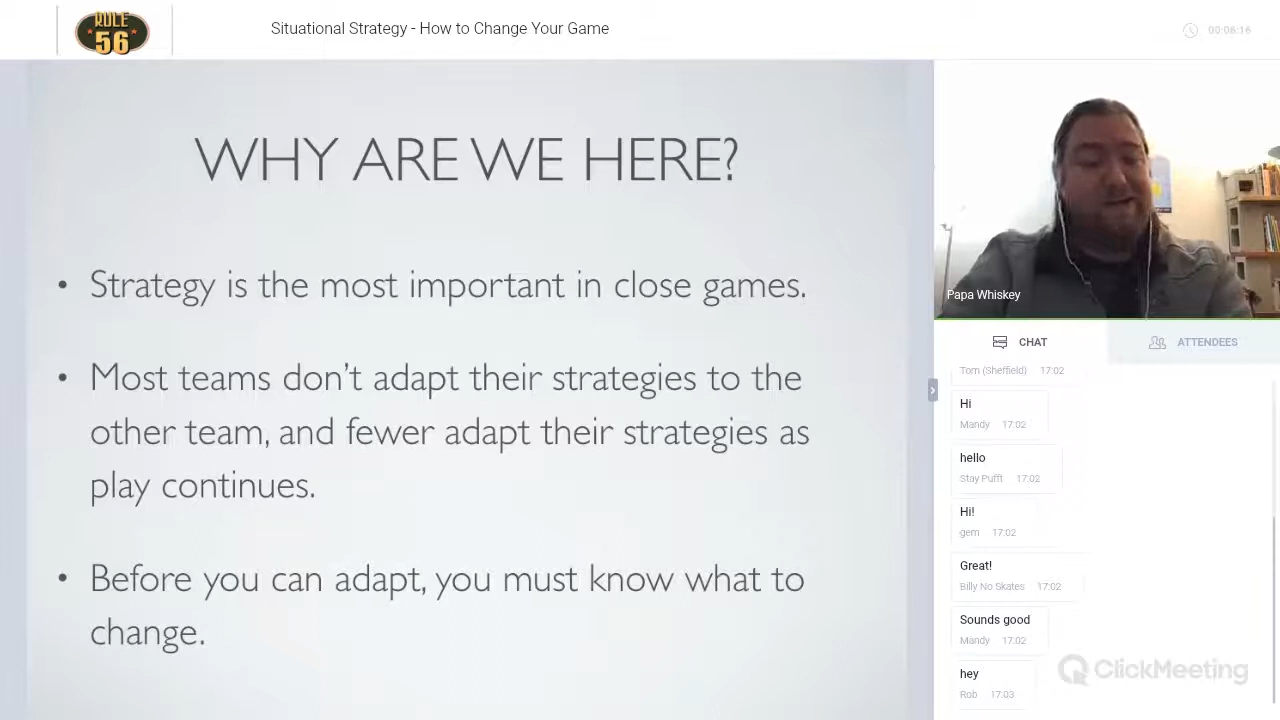 RULE
56
Situational Strategy - How to Change Your Game
00:06:16
WHY ARE WE HERE?
• Strategy is the most important in close games.
• Most teams don't adapt their strategies to the
other team, and fewer adapt their strategies as
play continues.
• Before you can adapt, you must know what to
change.
Papa Whiskey
CHAT
ATTENDEES
Tom (Sheffield) 17:02
Hi
Mandy 17:02
hello
Stay Pufft 17:02
Hi!
gem 17:02
Great!
Billy No Skates 17:02
Sounds good
Mandy 17:02
hey
Rob 17.03
ClickMeeting